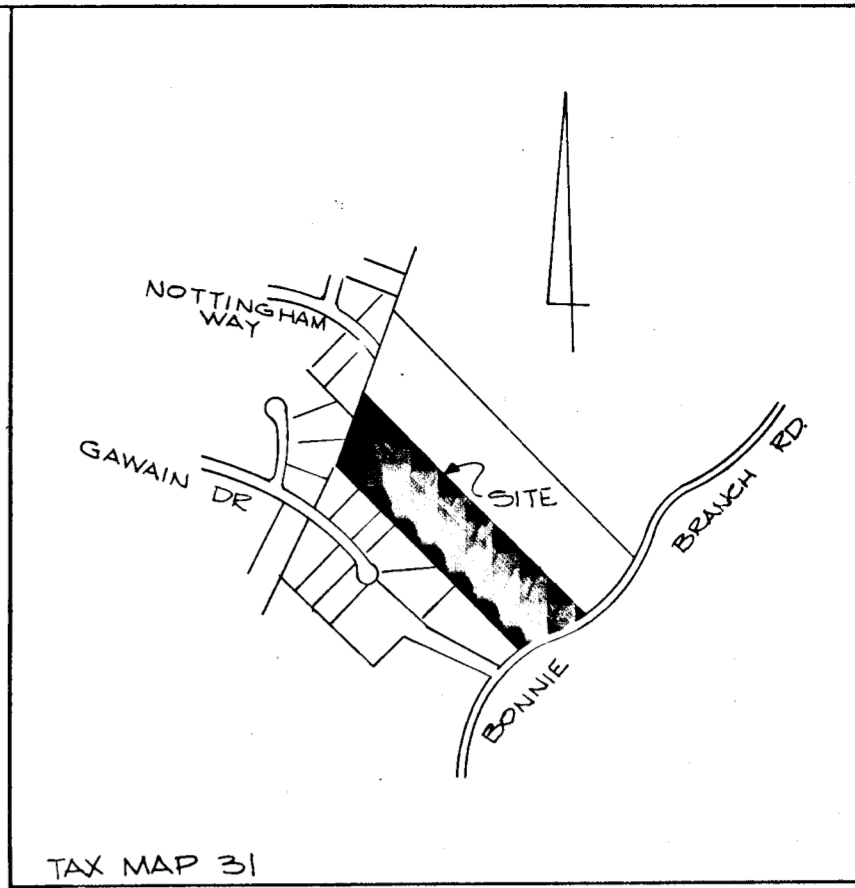 NOTTINGHAM
WAY
GAWAIN DR
SITE
BONNIE BRANCH RD.
TAX MAP 31